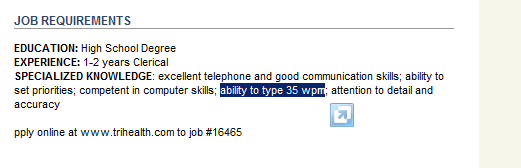 JOB REQUIREMENTS
EDUCATION: High School Degree
EXPERIENCE: 1-2 years Clerical
SPECIALIZED KNOWLEDGE: excellent telephone and good communication skills; ability to
set priorities; competent in computer skills; ability to type 35 wpm; attention to detail and
accuracy
pply online at www.trihealth.com to job #16465